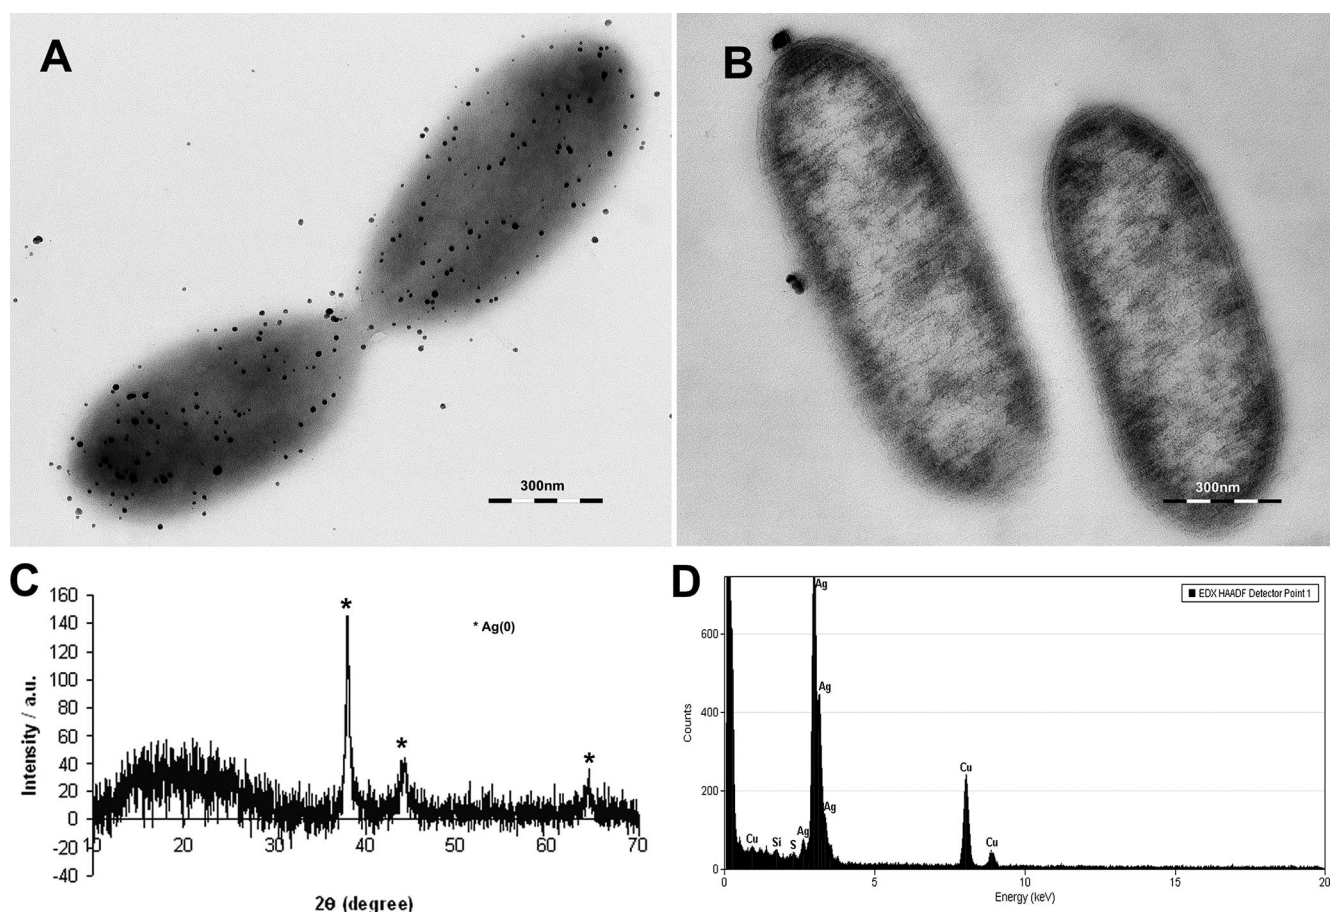 A
300nm
B
300nm
C
Intensity / a.u.
160
140
120
100
80
60
40
20
0
-20
-40
10
20
30
40
50
60
70
2θ (degree)
*
*
*
* Ag(0)
D
EDX HAADF Detector Point 1
Counts
600
400
200
0
Cu
Si
S
Ag
Ag
Ag
Ag
Cu
Cu
0
5
10
15
20
Energy (keV)